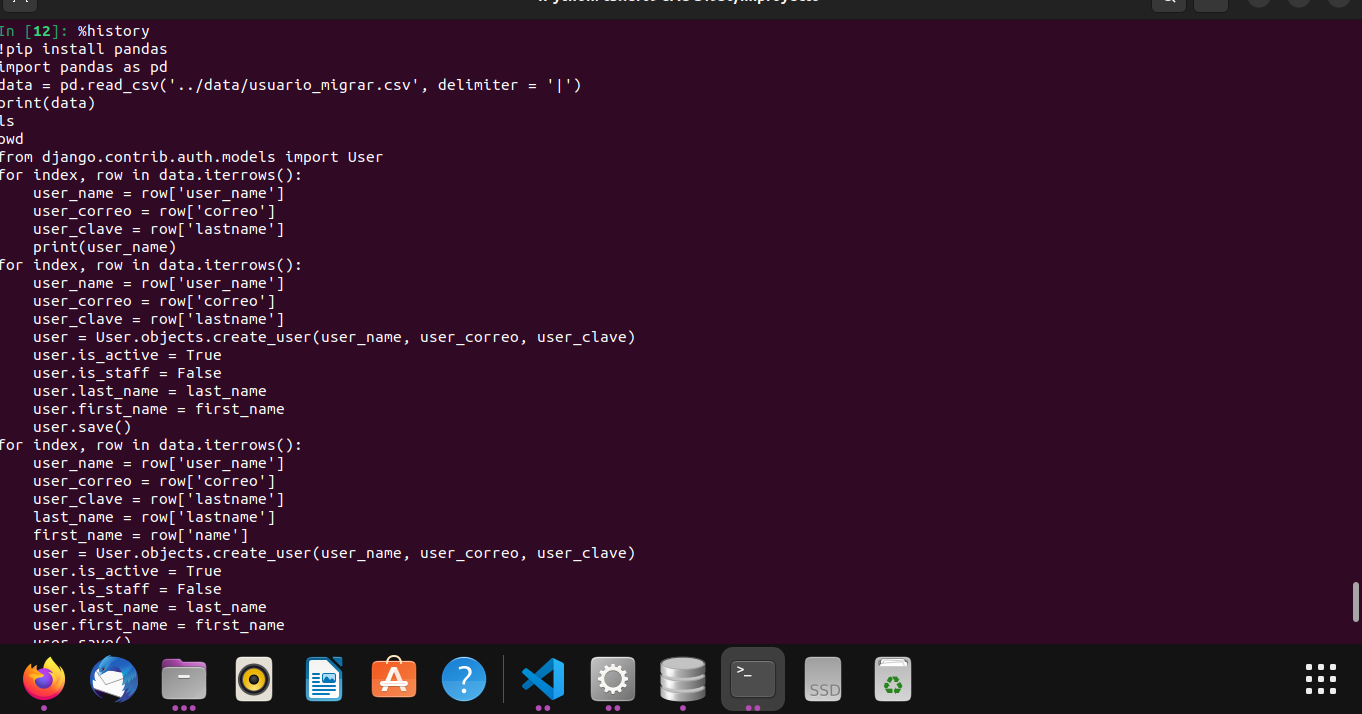 In [12]: %history
!pip install pandas
import pandas as pd
data = pd.read_csv('../data/usuario_migrar.csv', delimiter = '|')
print(data)
ls
pwd
from django.contrib.auth.models import User
for index, row in data.iterrows():
    user_name = row['user_name']
    user_correo = row['correo']
    user_clave = row['lastname']
    print(user_name)
for index, row in data.iterrows():
    user_name = row['user_name']
    user_correo = row['correo']
    user_clave = row['lastname']
    user = User.objects.create_user(user_name, user_correo, user_clave)
    user.is_active = True
    user.is_staff = False
    user.last_name = last_name
    user.first_name = first_name
    user.save()
for index, row in data.iterrows():
    user_name = row['user_name']
    user_correo = row['correo']
    user_clave = row['lastname']
    last_name = row['lastname']
    first_name = row['name']
    user = User.objects.create_user(user_name, user_correo, user_clave)
    user.is_active = True
    user.is_staff = False
    user.last_name = last_name
    user.first_name = first_name
    user.save()
>_
SSD